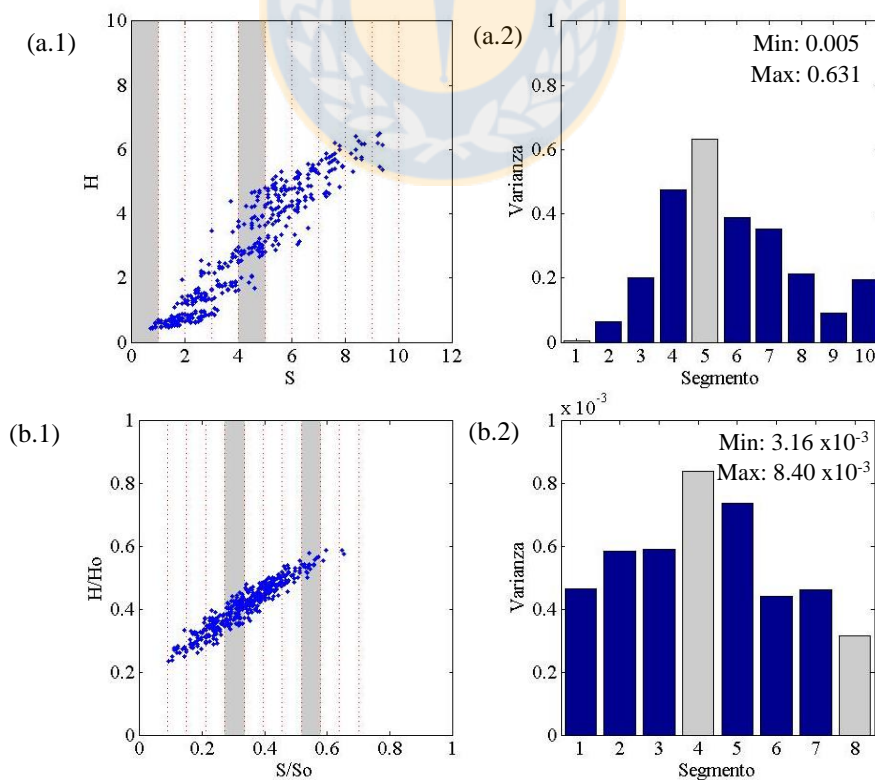 (a.1)
10
8
6
4
2
0
H
0 2 4 6 8 10 12
S
(a.2)
Min: 0.005
Max: 0.631
1
0.8
0.6
0.4
0.2
0
Varianza
1 2 3 4 5 6 7 8 9 10
Segmento
(b.1)
1
0.8
0.6
0.4
0.2
0
H/Ho
0 0.2 0.4 0.6 0.8 1
S/So
(b.2)
x 10-3
Min: 3.16 x10-3
Max: 8.40 x10-3
1
0.8
0.6
0.4
0.2
0
Varianza
1 2 3 4 5 6 7 8
Segmento